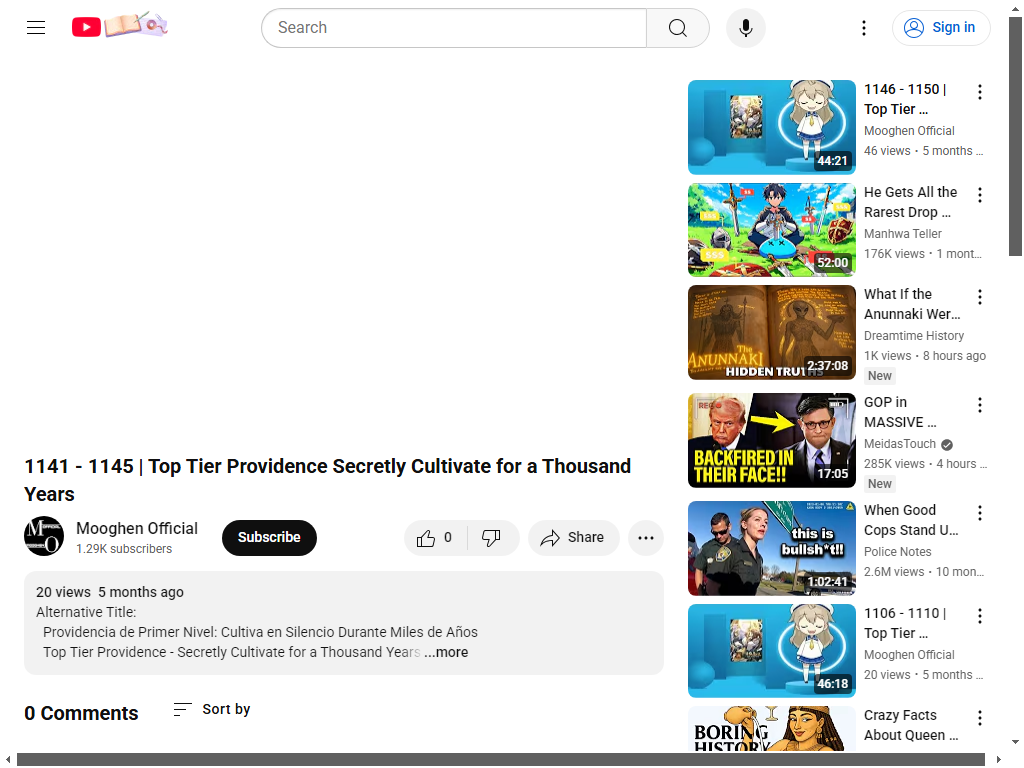 Search
Sign in
1141 - 1145 | Top Tier Providence Secretly Cultivate for a Thousand
Years
Mooghen Official
1.29K subscribers
Subscribe
0
Share
20 views  5 months ago
Alternative Title:
Providencia de Primer Nivel: Cultiva en Silencio Durante Miles de Años
Top Tier Providence - Secretly Cultivate for a Thousand Years ...more
0 Comments
Sort by
44:21
1146 - 1150 |
Top Tier ...
Mooghen Official
46 views • 5 months ...
52:00
He Gets All the
Rarest Drop ...
Manhwa Teller
176K views • 1 mont...
The
ANUNNAKI
HIDDEN TRUTHS
2:37:08
What If the
Anunnaki Wer...
Dreamtime History
1K views • 8 hours ago
New
REC
BACKFIRED IN
THEIR FACE!!
17:05
GOP in
MASSIVE ...
MeidasTouch
285K views • 4 hours ...
New
this is
bullsh*t!!
1:02:41
When Good
Cops Stand U...
Police Notes
2.6M views • 10 mon...
46:18
1106 - 1110 |
Top Tier ...
Mooghen Official
20 views • 5 months ...
BORING
HISTORY
Crazy Facts
About Queen ...